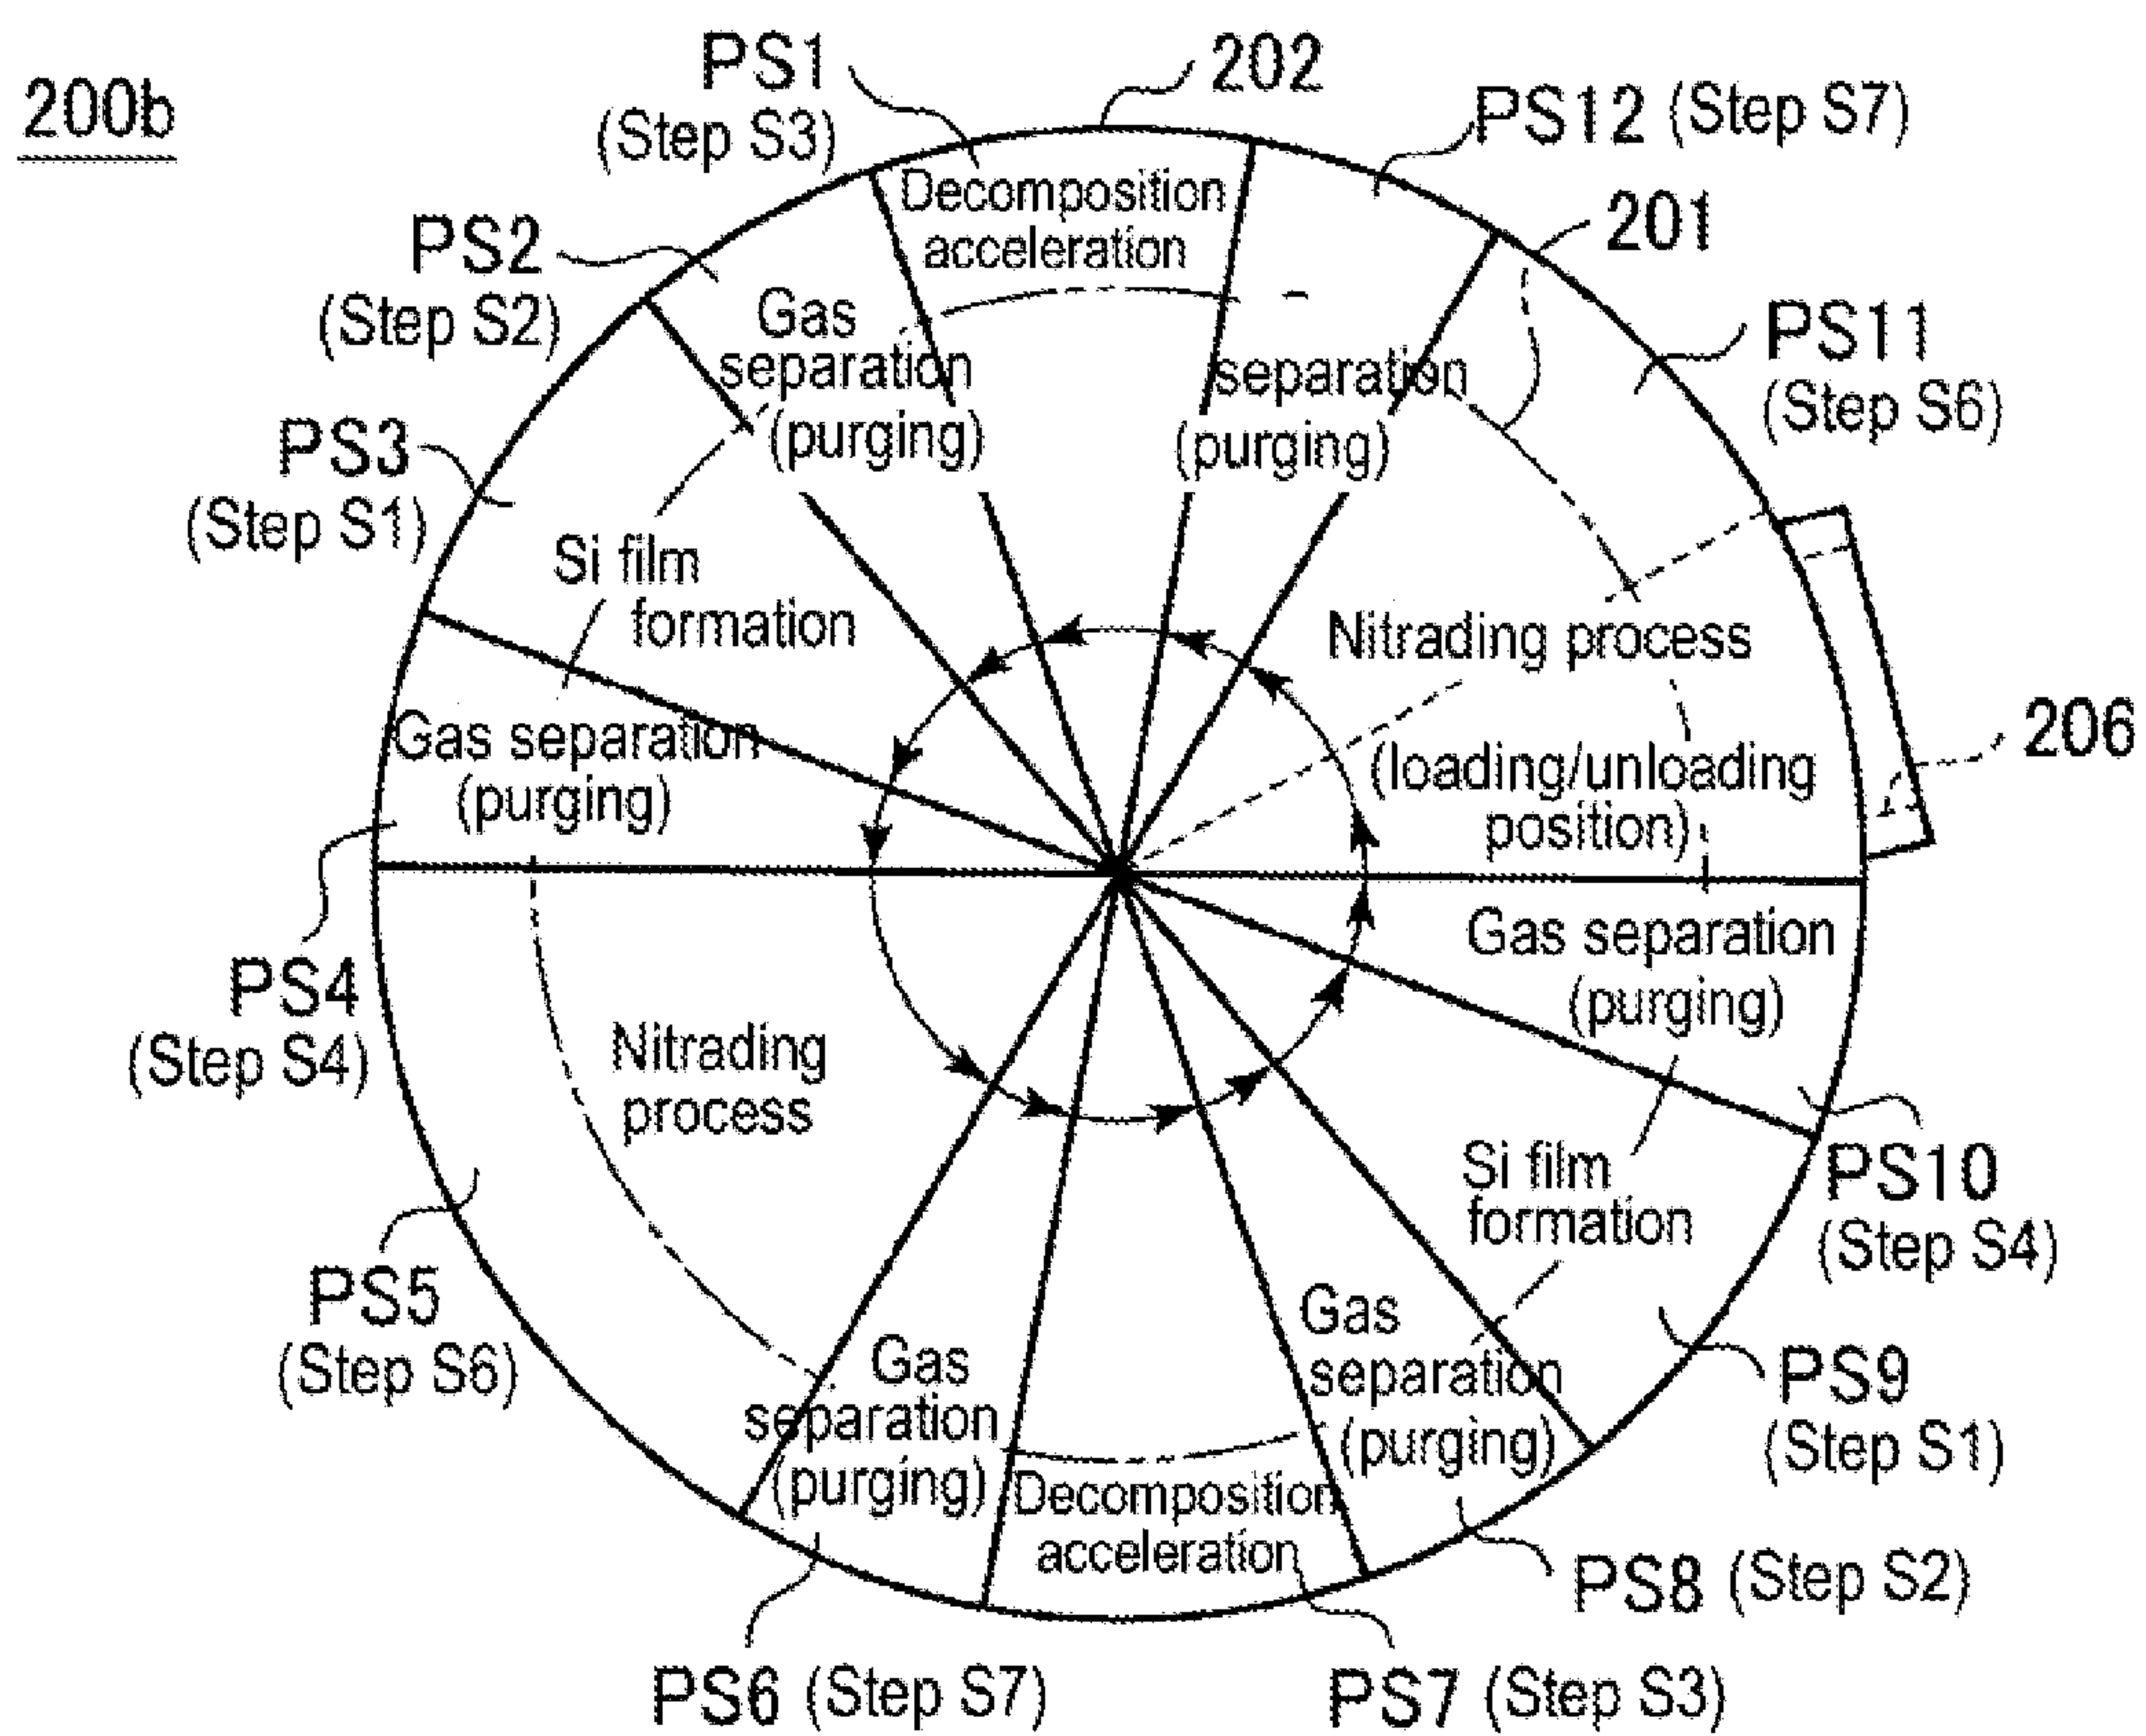 200b
PS1
(Step S3)
202
PS12 (Step S7)
201
PS11
(Step S6)
206
PS2
(Step S2)
PS3
(Step S1)
Decomposition
acceleration
Gas
separation
(purging)
separation
(purging)
Si film
formation
Nitrading process
(loading/unloading
position)
Gas separation
(purging)
Gas separation
(purging)
PS4
(Step S4)
Nitrading
process
Si film
formation
PS10
(Step S4)
PS5
(Step S6)
Gas
separation
(purging)
Gas
separation
(purging)
PS9
(Step S1)
Decomposition
acceleration
PS8 (Step S2)
PS6 (Step S7)
PS7 (Step S3)